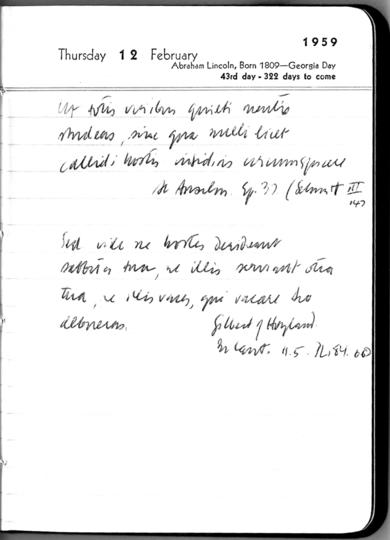 1959
Thursday 12 February
Abraham Lincoln, Born 1809—Georgia Day
43rd day - 322 days to come
Ut totis viribus quieti mentis
studeas, sine qua nulli licet
callidi hostis insidias circumspicere
St Anselm. Ep. 37 (Schmitt III
147)
Sed vide ne hostes derideant
sabbata tua, ne illis serviant otia
tua, ne illis vaces, qui vacare Deo
debueras.
Gilbert of Hoyland
In Cant. 11.5. PL. 184. 60